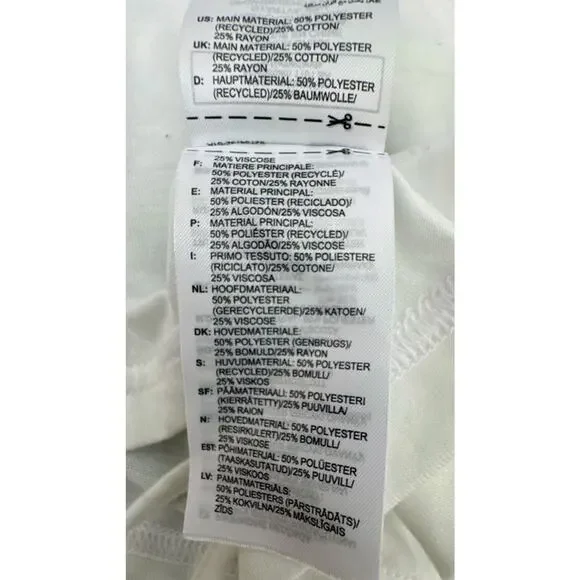 US: MAIN MATERIAL: 50% POLYESTER
(RECYCLED)/25% COTTON/
25% RAYON
UK: MAIN MATERIAL: 50% POLYESTER
(RECYCLED)/25% COTTON/
25% RAYON
D: HAUPTMATERIAL: 50% POLYESTER
(RECYCLED)/25% BAUMWOLLE/
25% VISCOSE
F: MATIERE PRINCIPALE:
50% POLYESTER (RECYCLÉ)/
25% COTON/25% RAYONNE
E: MATERIAL PRINCIPAL:
50% POLIESTER (RECICLADO)/
25% ALGODÓN/25% VISCOSA
P: MATERIAL PRINCIPAL:
50% POLIÉSTER (RECYCLED)/
25% ALGODÃO/25% VISCOSE
I: PRIMO TESSUTO: 50% POLIESTERE
(RICICLATO)/25% COTONE/
25% VISCOSA
NL: HOOFDMATERIAAL:
50% POLYESTER
(GERECYCLEERDE)/25% KATOEN/
25% VISCOSE
DK: HOVEDMATERIALE:
50% POLYESTER (GENBRUGS)/
25% BOMULD/25% RAYON
S: HUVUDMATERIAL: 50% POLYESTER
(RECYCLED)/25% BOMULL/
25% VISKOS
SF: PÄÄMATERIAALI: 50% POLYESTERI
(KIERRÄTETTY)/25% PUUVILLA/
25% RAION
N: HOVEDMATERIAL: 50% POLYESTER
(RESIRKULERT)/25% BOMULL/
25% VISKOSE
EST: PÕHIMATERJAL: 50% POLÜESTER
(TAASKASUTATUD)/25% PUUVILL/
25% VISKOOS
LV: PAMATMATERIĀLS:
50% POLIESTERS (PĀRSTRĀDĀTS)/
25% KOKVILNA/25% MĀKSLĪGAIS
ZĪDS